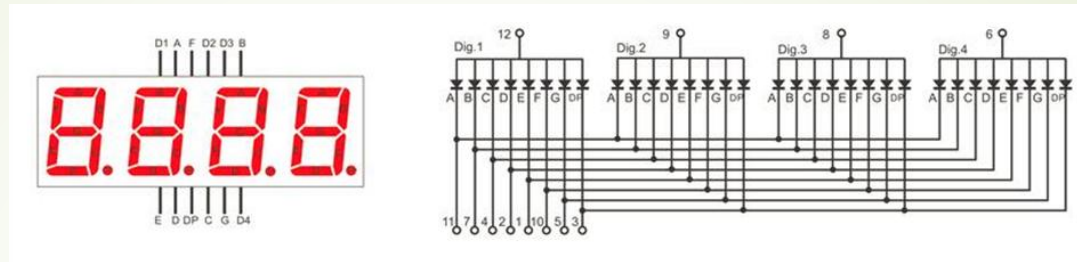 D1 A F D2 D3 B
E D DP C G D4
12 9 8 6
Dig.1 Dig.2 Dig.3 Dig.4
A B C D E F G DP A B C D E F G DP A B C D E F G DP A B C D E F G DP
11 7 4 2 1 10 5 3